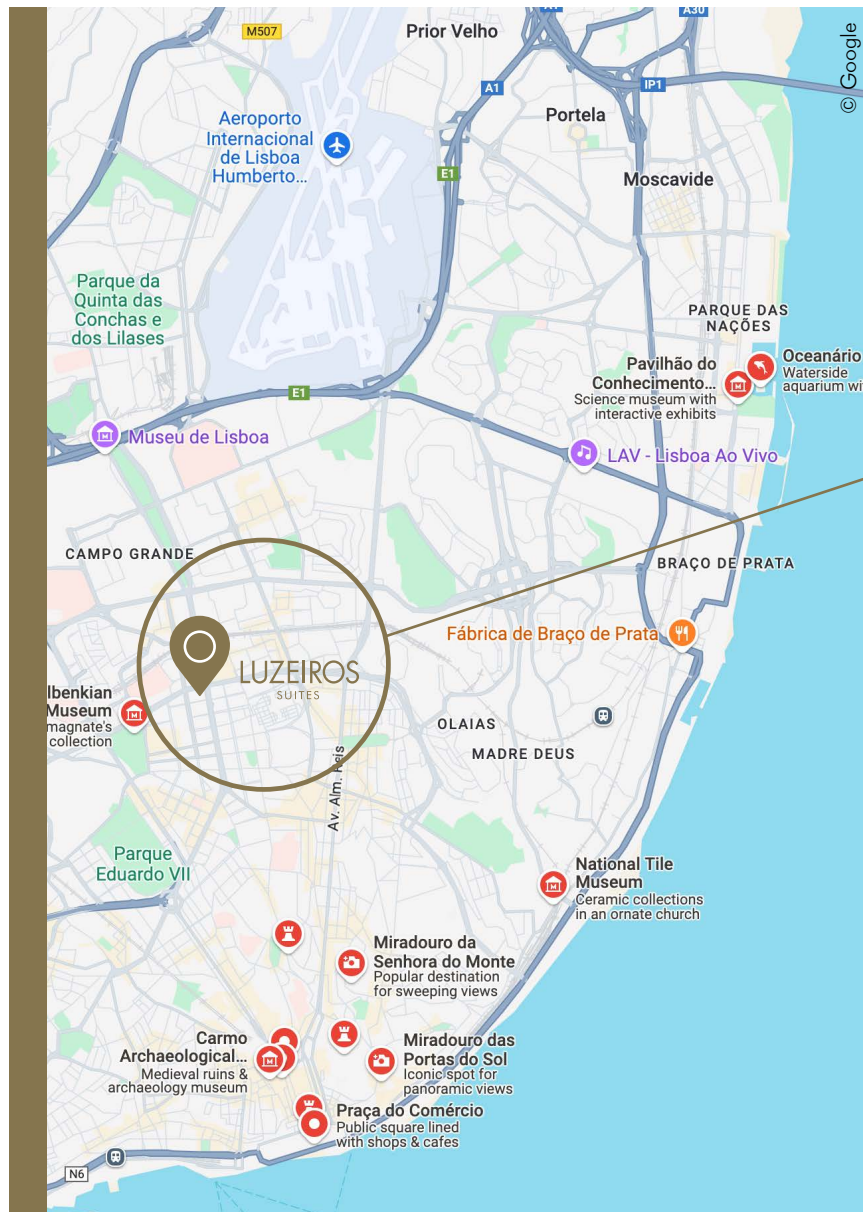 M507
Prior Velho
A1
A30
© Google
Aeroporto
Internacional
de Lisboa
Humberto...
A1
IP1
Portela
E1
Moscavide
Parque da
Quinta das
Conchas e
dos Lilases
PARQUE DAS
NAÇÕES
Oceanário
Waterside
aquarium wi
Pavilhão do
Conhecimento...
Science museum with
interactive exhibits
E1
Museu de Lisboa
LAV - Lisboa Ao Vivo
CAMPO GRANDE
BRAÇO DE PRATA
Fábrica de Braço de Prata
LUZEIROS
SUITES
lbenkian
Museum
magnate's
collection
OLAIAS
MADRE DEUS
Av. Alm. Reis
Parque
Eduardo VII
National Tile
Museum
Ceramic collections
in an ornate church
Miradouro da
Senhora do Monte
Popular destination
for sweeping views
Carmo
Archaeological...
Medieval ruins &
archaeology museum
Miradouro das
Portas do Sol
Iconic spot for
panoramic views
Praça do Comércio
Public square lined
with shops & cafes
N6